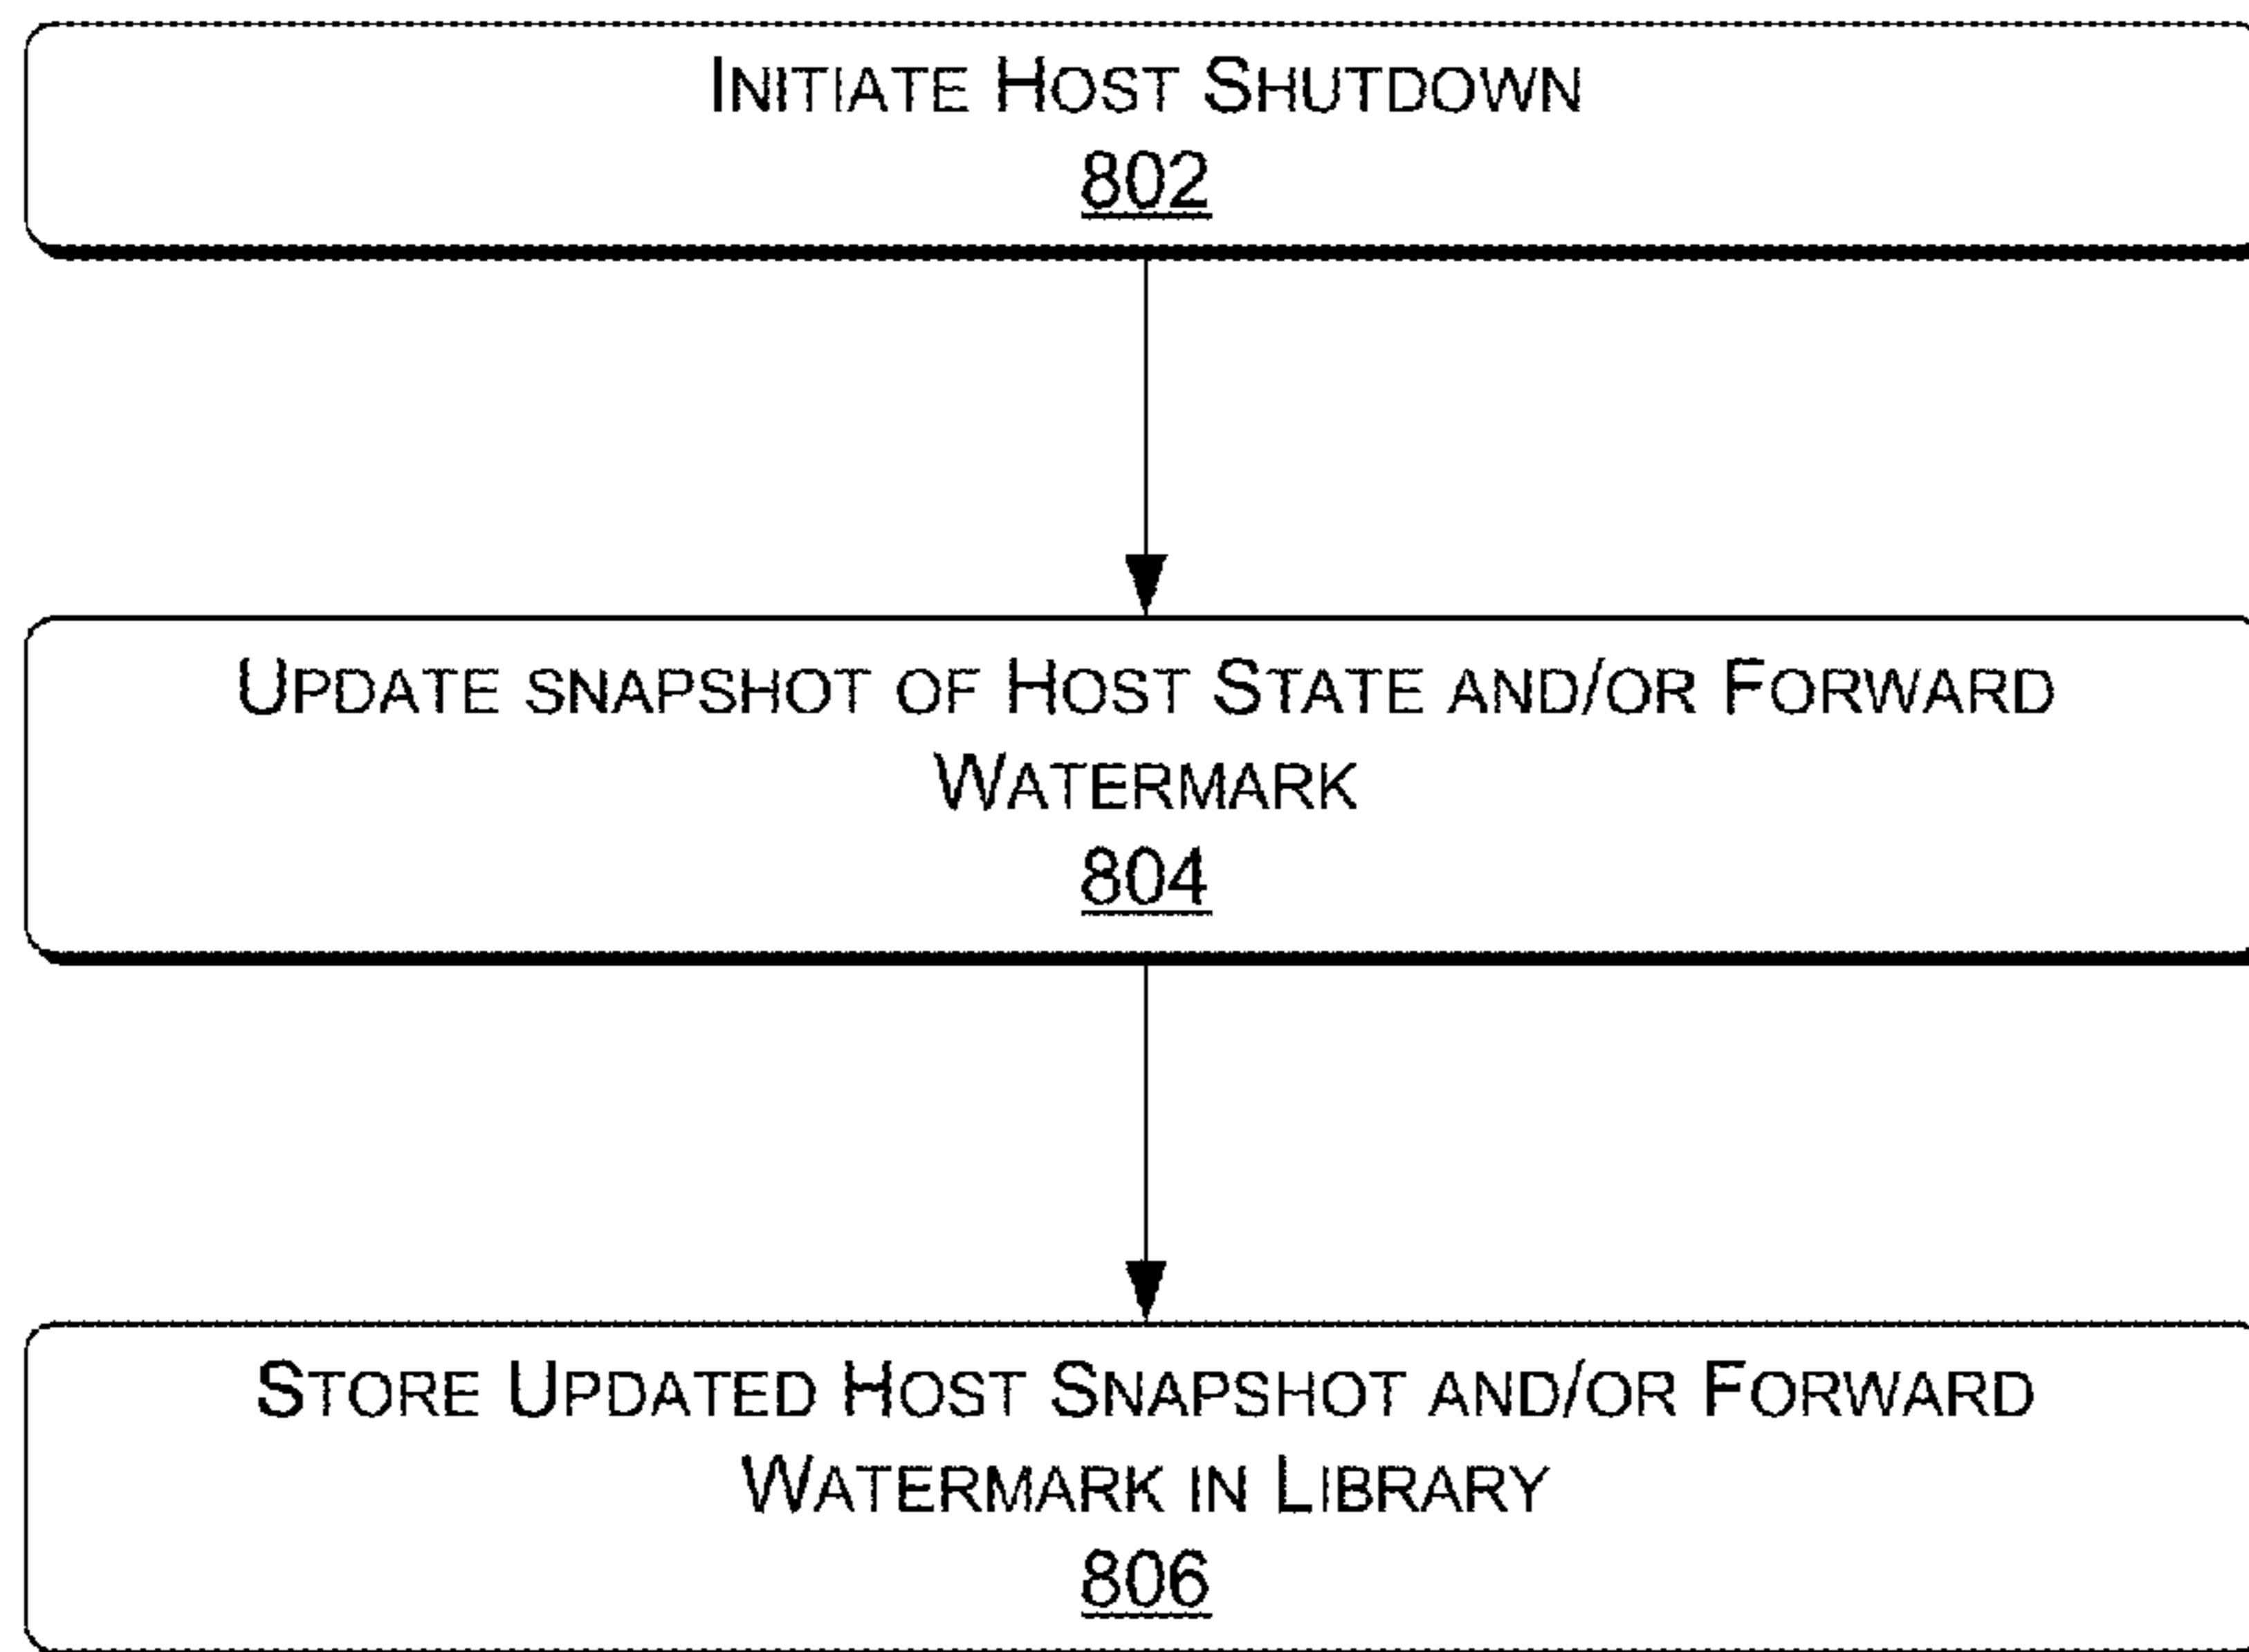 INITIATE HOST SHUTDOWN
802
UPDATE SNAPSHOT OF HOST STATE AND/OR FORWARD
WATERMARK
804
STORE UPDATED HOST SNAPSHOT AND/OR FORWARD
WATERMARK IN LIBRARY
806